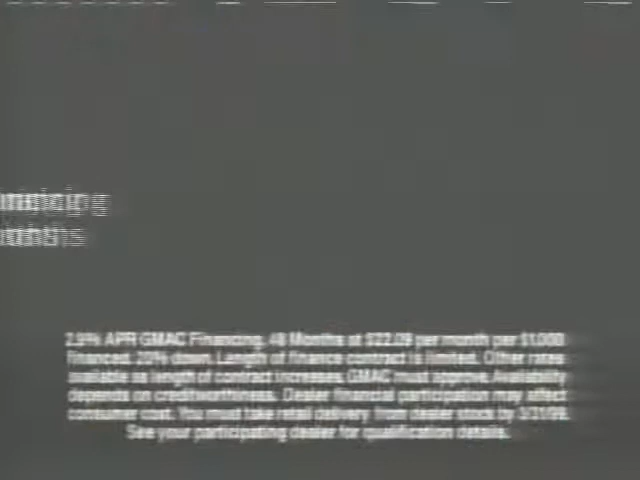 2.9% APR GMAC Financing. 48 Months at $22.09 per month per $1,000
financed. 20% down. Length of finance contract is limited. Other rates
available as length of contract increases. GMAC must approve. Availability
depends on creditworthiness. Dealer financial participation may affect
consumer cost. You must take retail delivery from dealer stock by
See your participating dealer for qualification details.